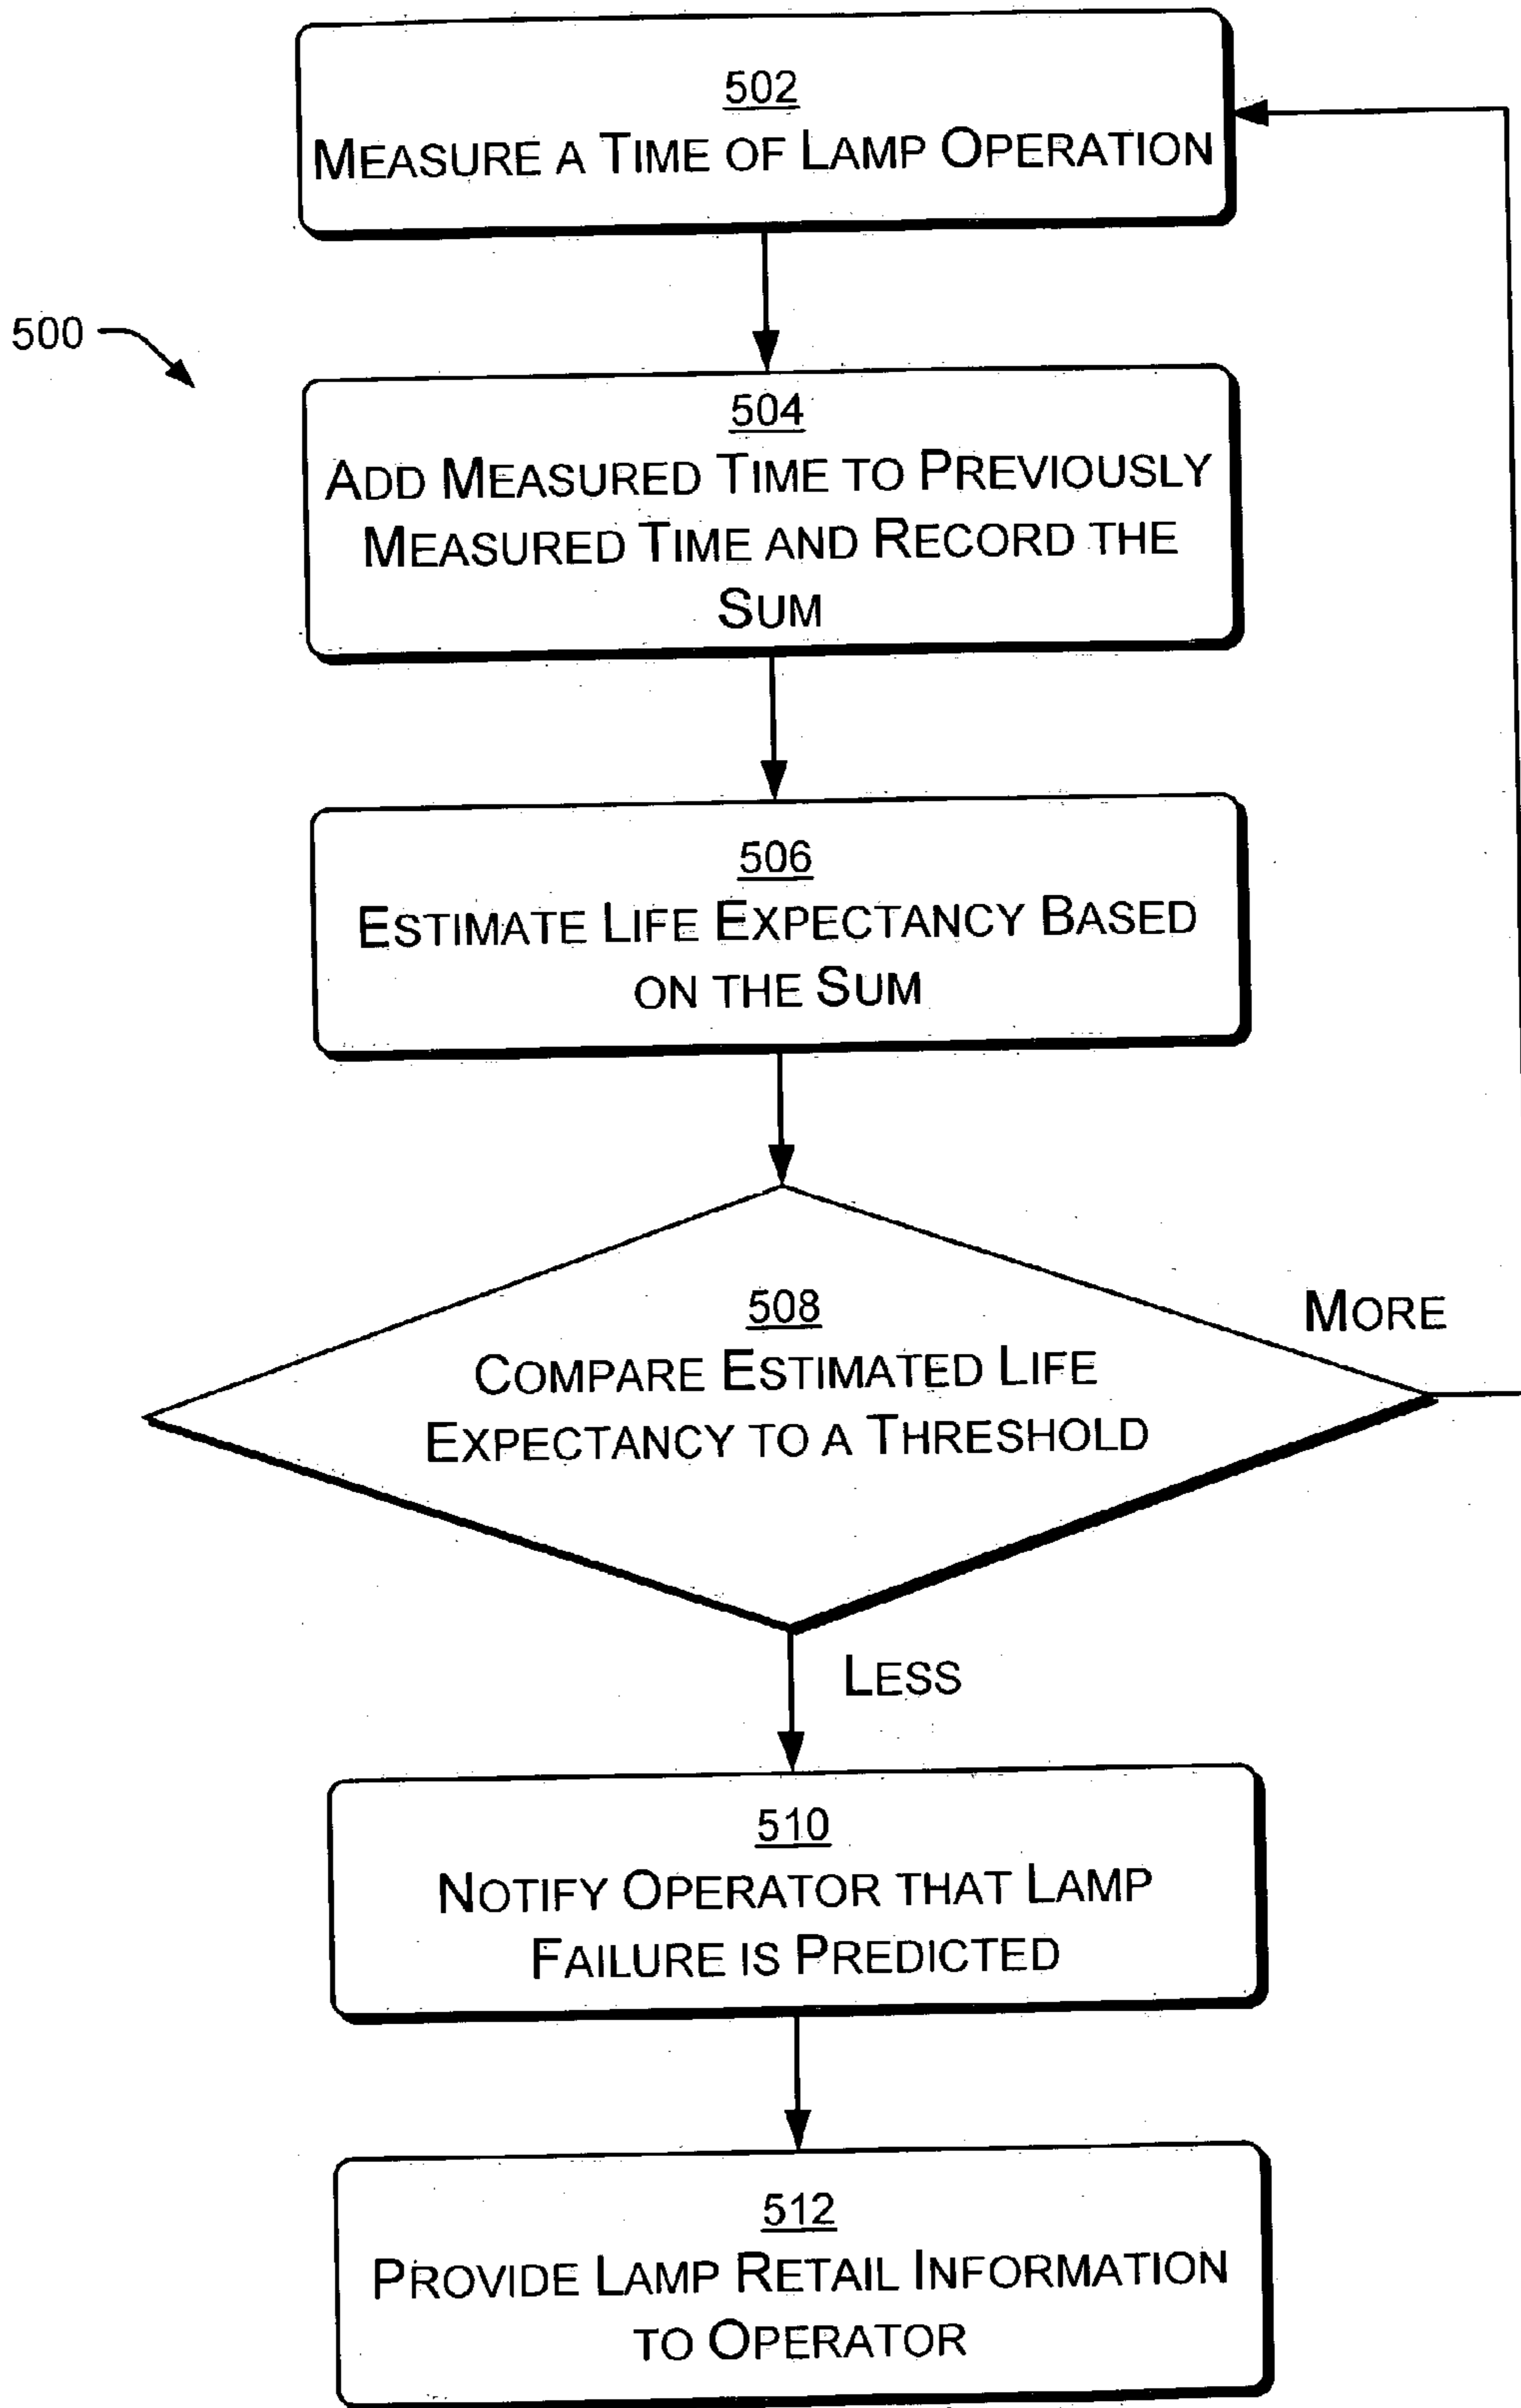 502
MEASURE A TIME OF LAMP OPERATION
500
504
ADD MEASURED TIME TO PREVIOUSLY
MEASURED TIME AND RECORD THE
SUM
506
ESTIMATE LIFE EXPECTANCY BASED
ON THE SUM
508
COMPARE ESTIMATED LIFE
EXPECTANCY TO A THRESHOLD
MORE
LESS
510
NOTIFY OPERATOR THAT LAMP
FAILURE IS PREDICTED
512
PROVIDE LAMP RETAIL INFORMATION
TO OPERATOR